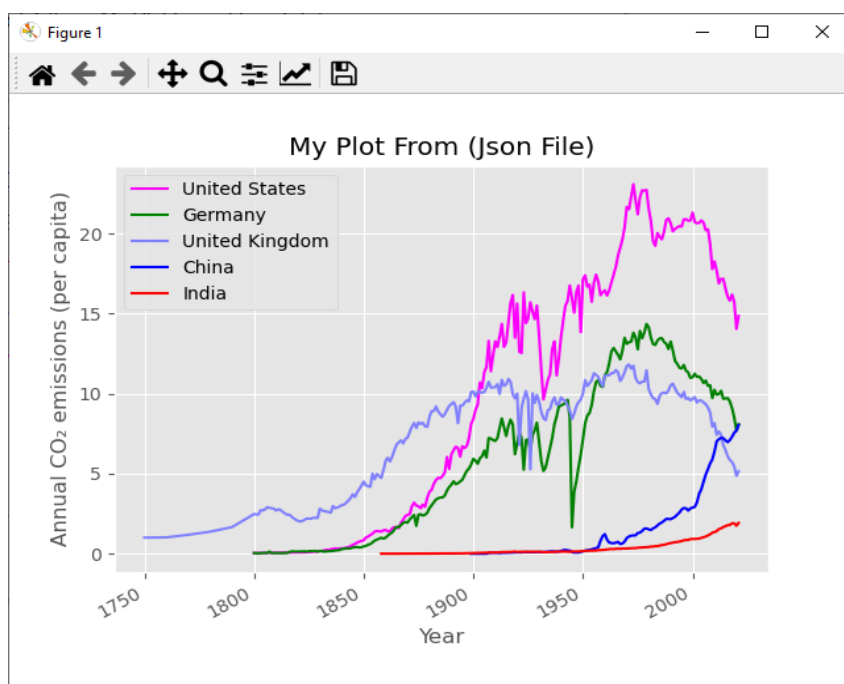 Figure 1
My Plot From (Json File)
United States
Germany
United Kingdom
China
India
Annual CO₂ emissions (per capita)
20
15
10
5
0
1750
1800
1850
1900
1950
2000
Year